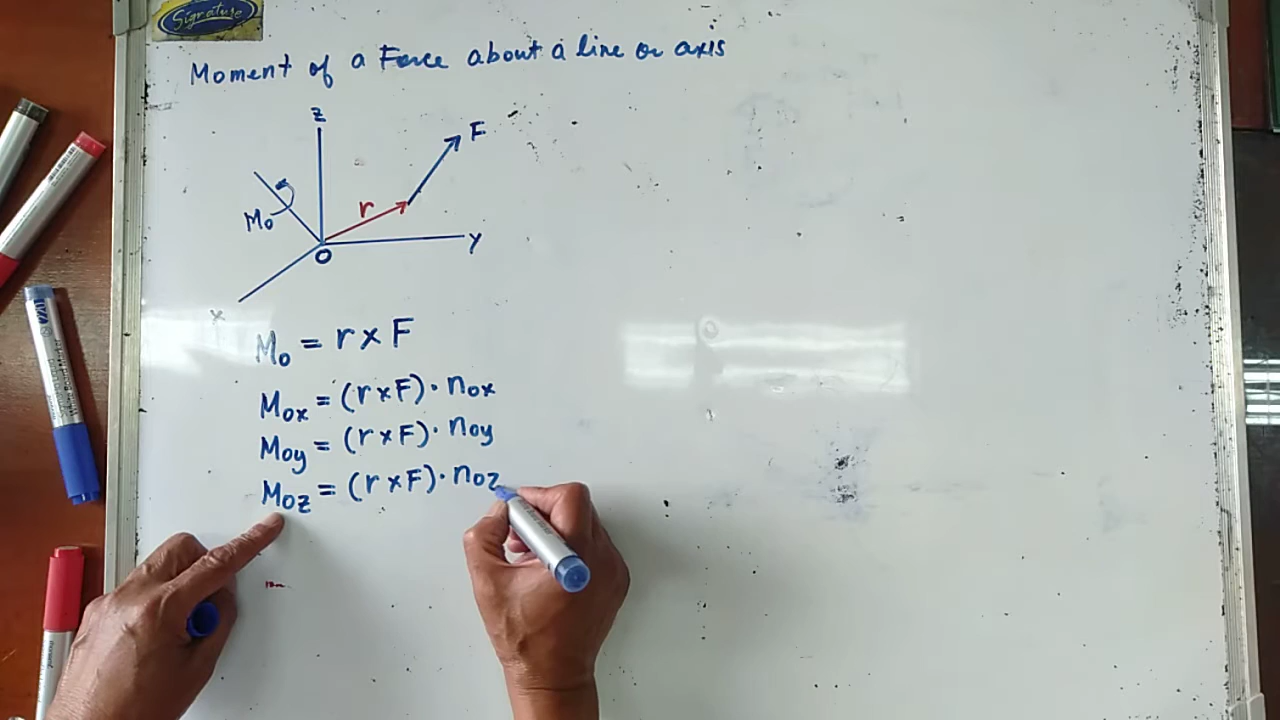 Signature
Moment of a Force about a line or axis
z
F
r
Mo
y
o
x
Mo = r x F
Mox = (r x F) · nox
Moy = (r x F) · noy
Moz = (r x F) · noz